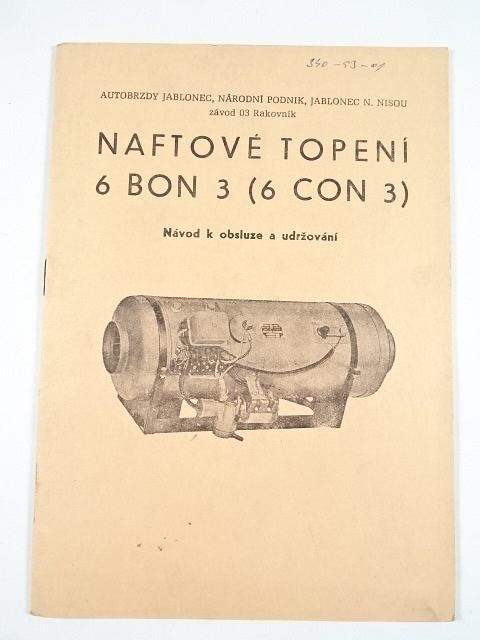 340-53-01
AUTOBRZDY JABLONEC, NÁRODNÍ PODNIK, JABLONEC N. NISOU
závod 03 Rakovník
NAFTOVÉ TOPENÍ
6 BON 3 (6 CON 3)
Návod k obsluze a udržování